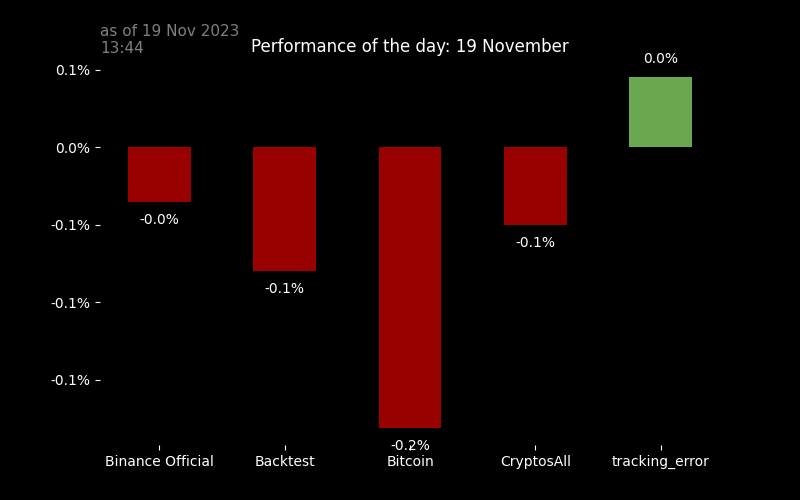 as of 19 Nov 2023
13:44
Performance of the day: 19 November
0.1%
0.0%
-0.1%
-0.1%
-0.1%
-0.0%
-0.1%
-0.2%
-0.1%
0.0%
Binance Official
Backtest
Bitcoin
CryptosAll
tracking_error